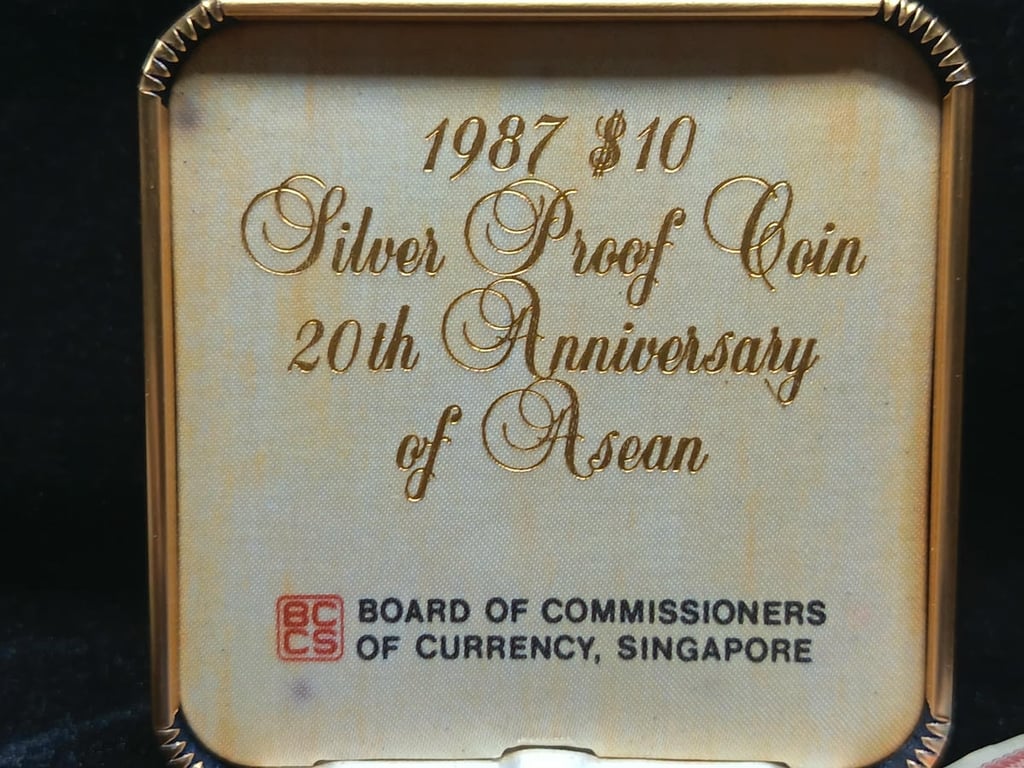 1987 $10
Silver Proof Coin
20th Anniversary
of Asean
BC
CS
BOARD OF COMMISSIONERS
OF CURRENCY, SINGAPORE